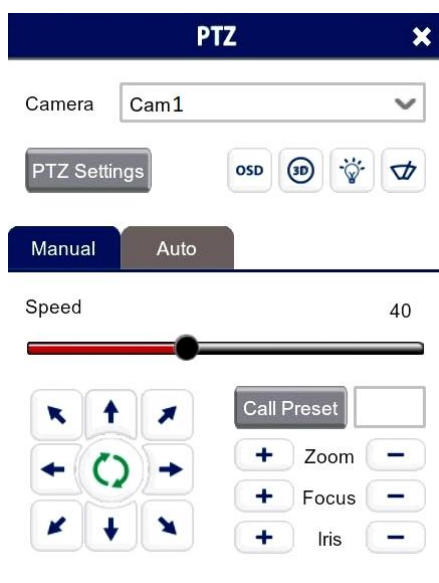 PTZ
Camera Cam1
PTZ Settings OSD 3D
Manual Auto
Speed 40
Call Preset
+ Zoom −
+ Focus −
+ Iris −